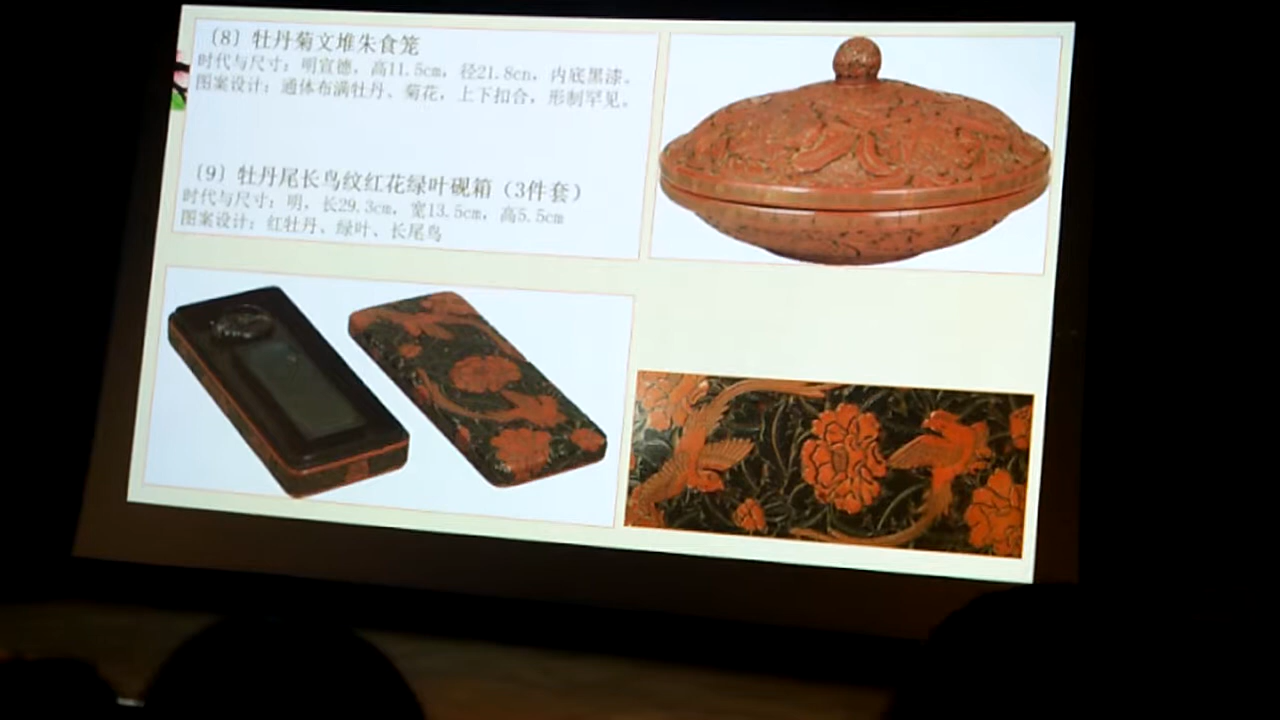 〔8〕牡丹菊文堆朱食笼
时代与尺寸：明宣德，高11.5cm，径21.8cm，内底黑漆。
图案设计：通体布满牡丹、菊花，上下扣合，形制罕见。
〔9〕牡丹尾长鸟纹红花绿叶砚箱（3件套）
时代与尺寸：明，长29.3cm，宽13.5cm，高5.5cm
图案设计：红牡丹、绿叶、长尾鸟